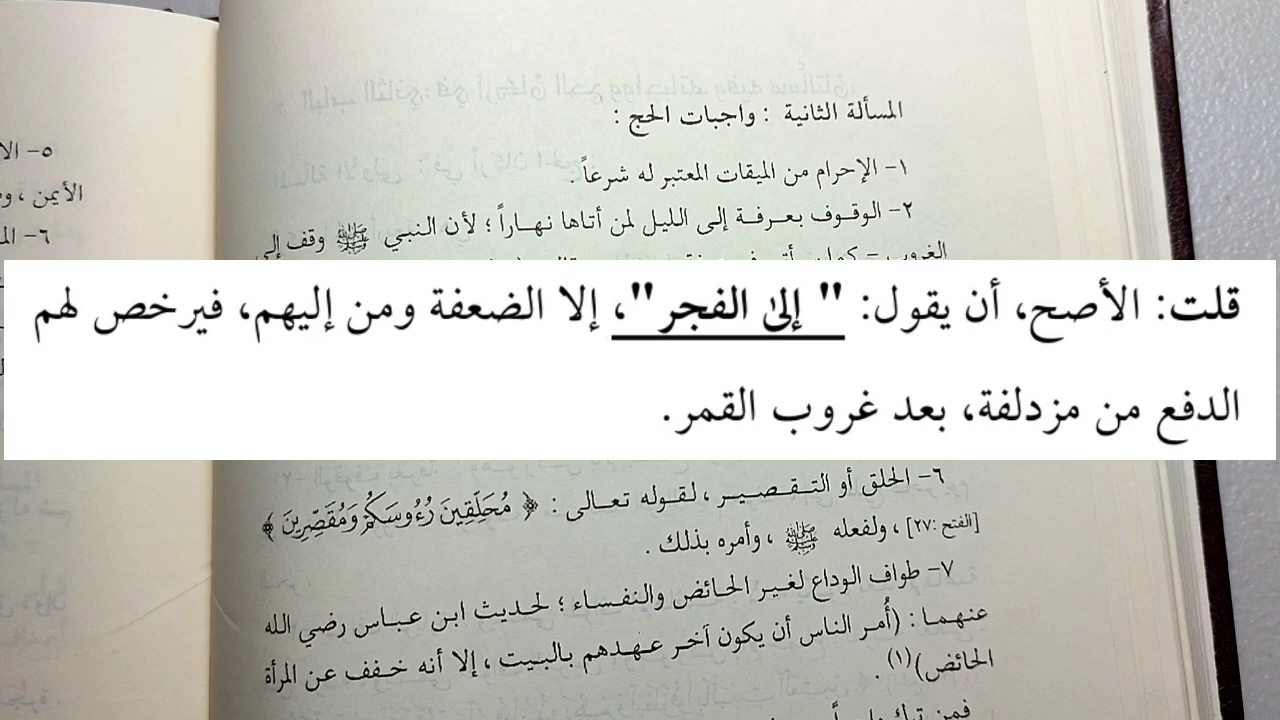 المسألة الثانية : واجبات الحج :
١- الإحرام من الميقات المعتبر له شرعاً.
٢- الوقوف بعرفة إلى الليل لمن أتاها نهاراً ؛ لأن النبي ﷺ وقف إلى
الغروب -
قلت: الأصح، أن يقول: " إلى الفجر"، إلا الضعفة ومن إليهم، فيرخص لهم
الدفع من مزدلفة، بعد غروب القمر.
٦- الحلق أو التقصير ، لقوله تعالى : ﴿ مُحَلِّقِينَ رُءُوسَكُمْ وَمُقَصِّرِينَ ﴾
[الفتح :٢٧] ، ولفعله ﷺ ، وأمره بذلك .
٧- طواف الوداع لغير الحائض والنفساء ؛ لحديث ابن عباس رضي الله
عنهما : (أُمر الناس أن يكون آخر عهدهم بالبيت ، إلا أنه خفف عن المرأة
الحائض)(١).
فمن ترك
٥-
الأيمن ،
٦-